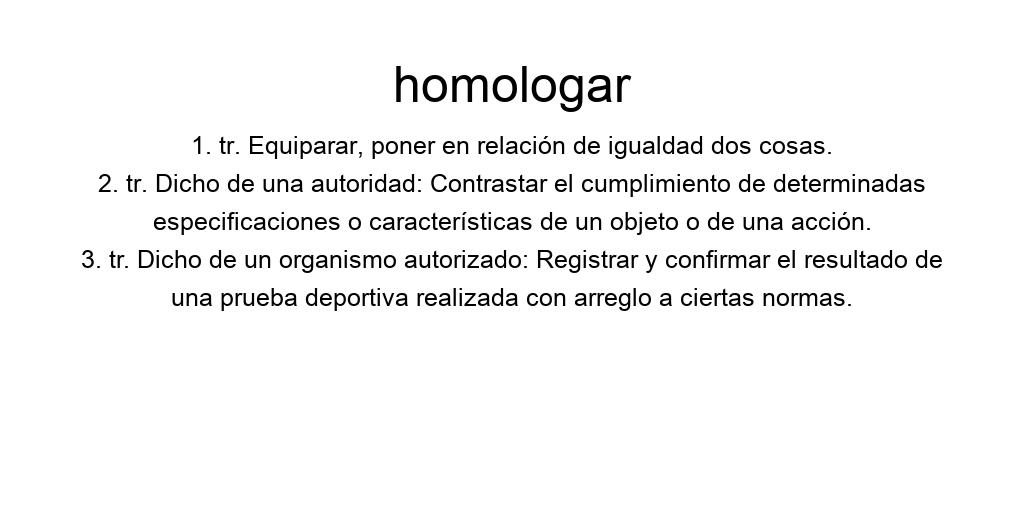 homologar
1. tr. Equiparar, poner en relación de igualdad dos cosas.
2. tr. Dicho de una autoridad: Contrastar el cumplimiento de determinadas
especificaciones o características de un objeto o de una acción.
3. tr. Dicho de un organismo autorizado: Registrar y confirmar el resultado de
una prueba deportiva realizada con arreglo a ciertas normas.